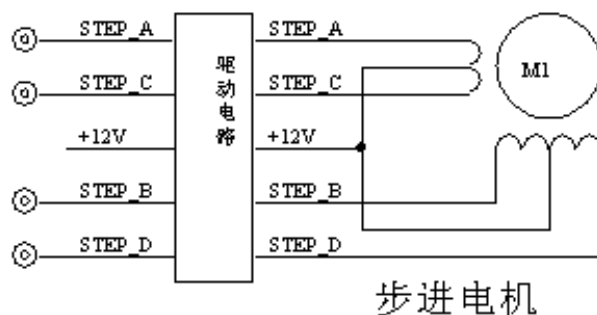 STEP_A STEP_A
STEP_C STEP_C
驱动电路
M1
+12V +12V
STEP_B STEP_B
STEP_D STEP_D
步进电机